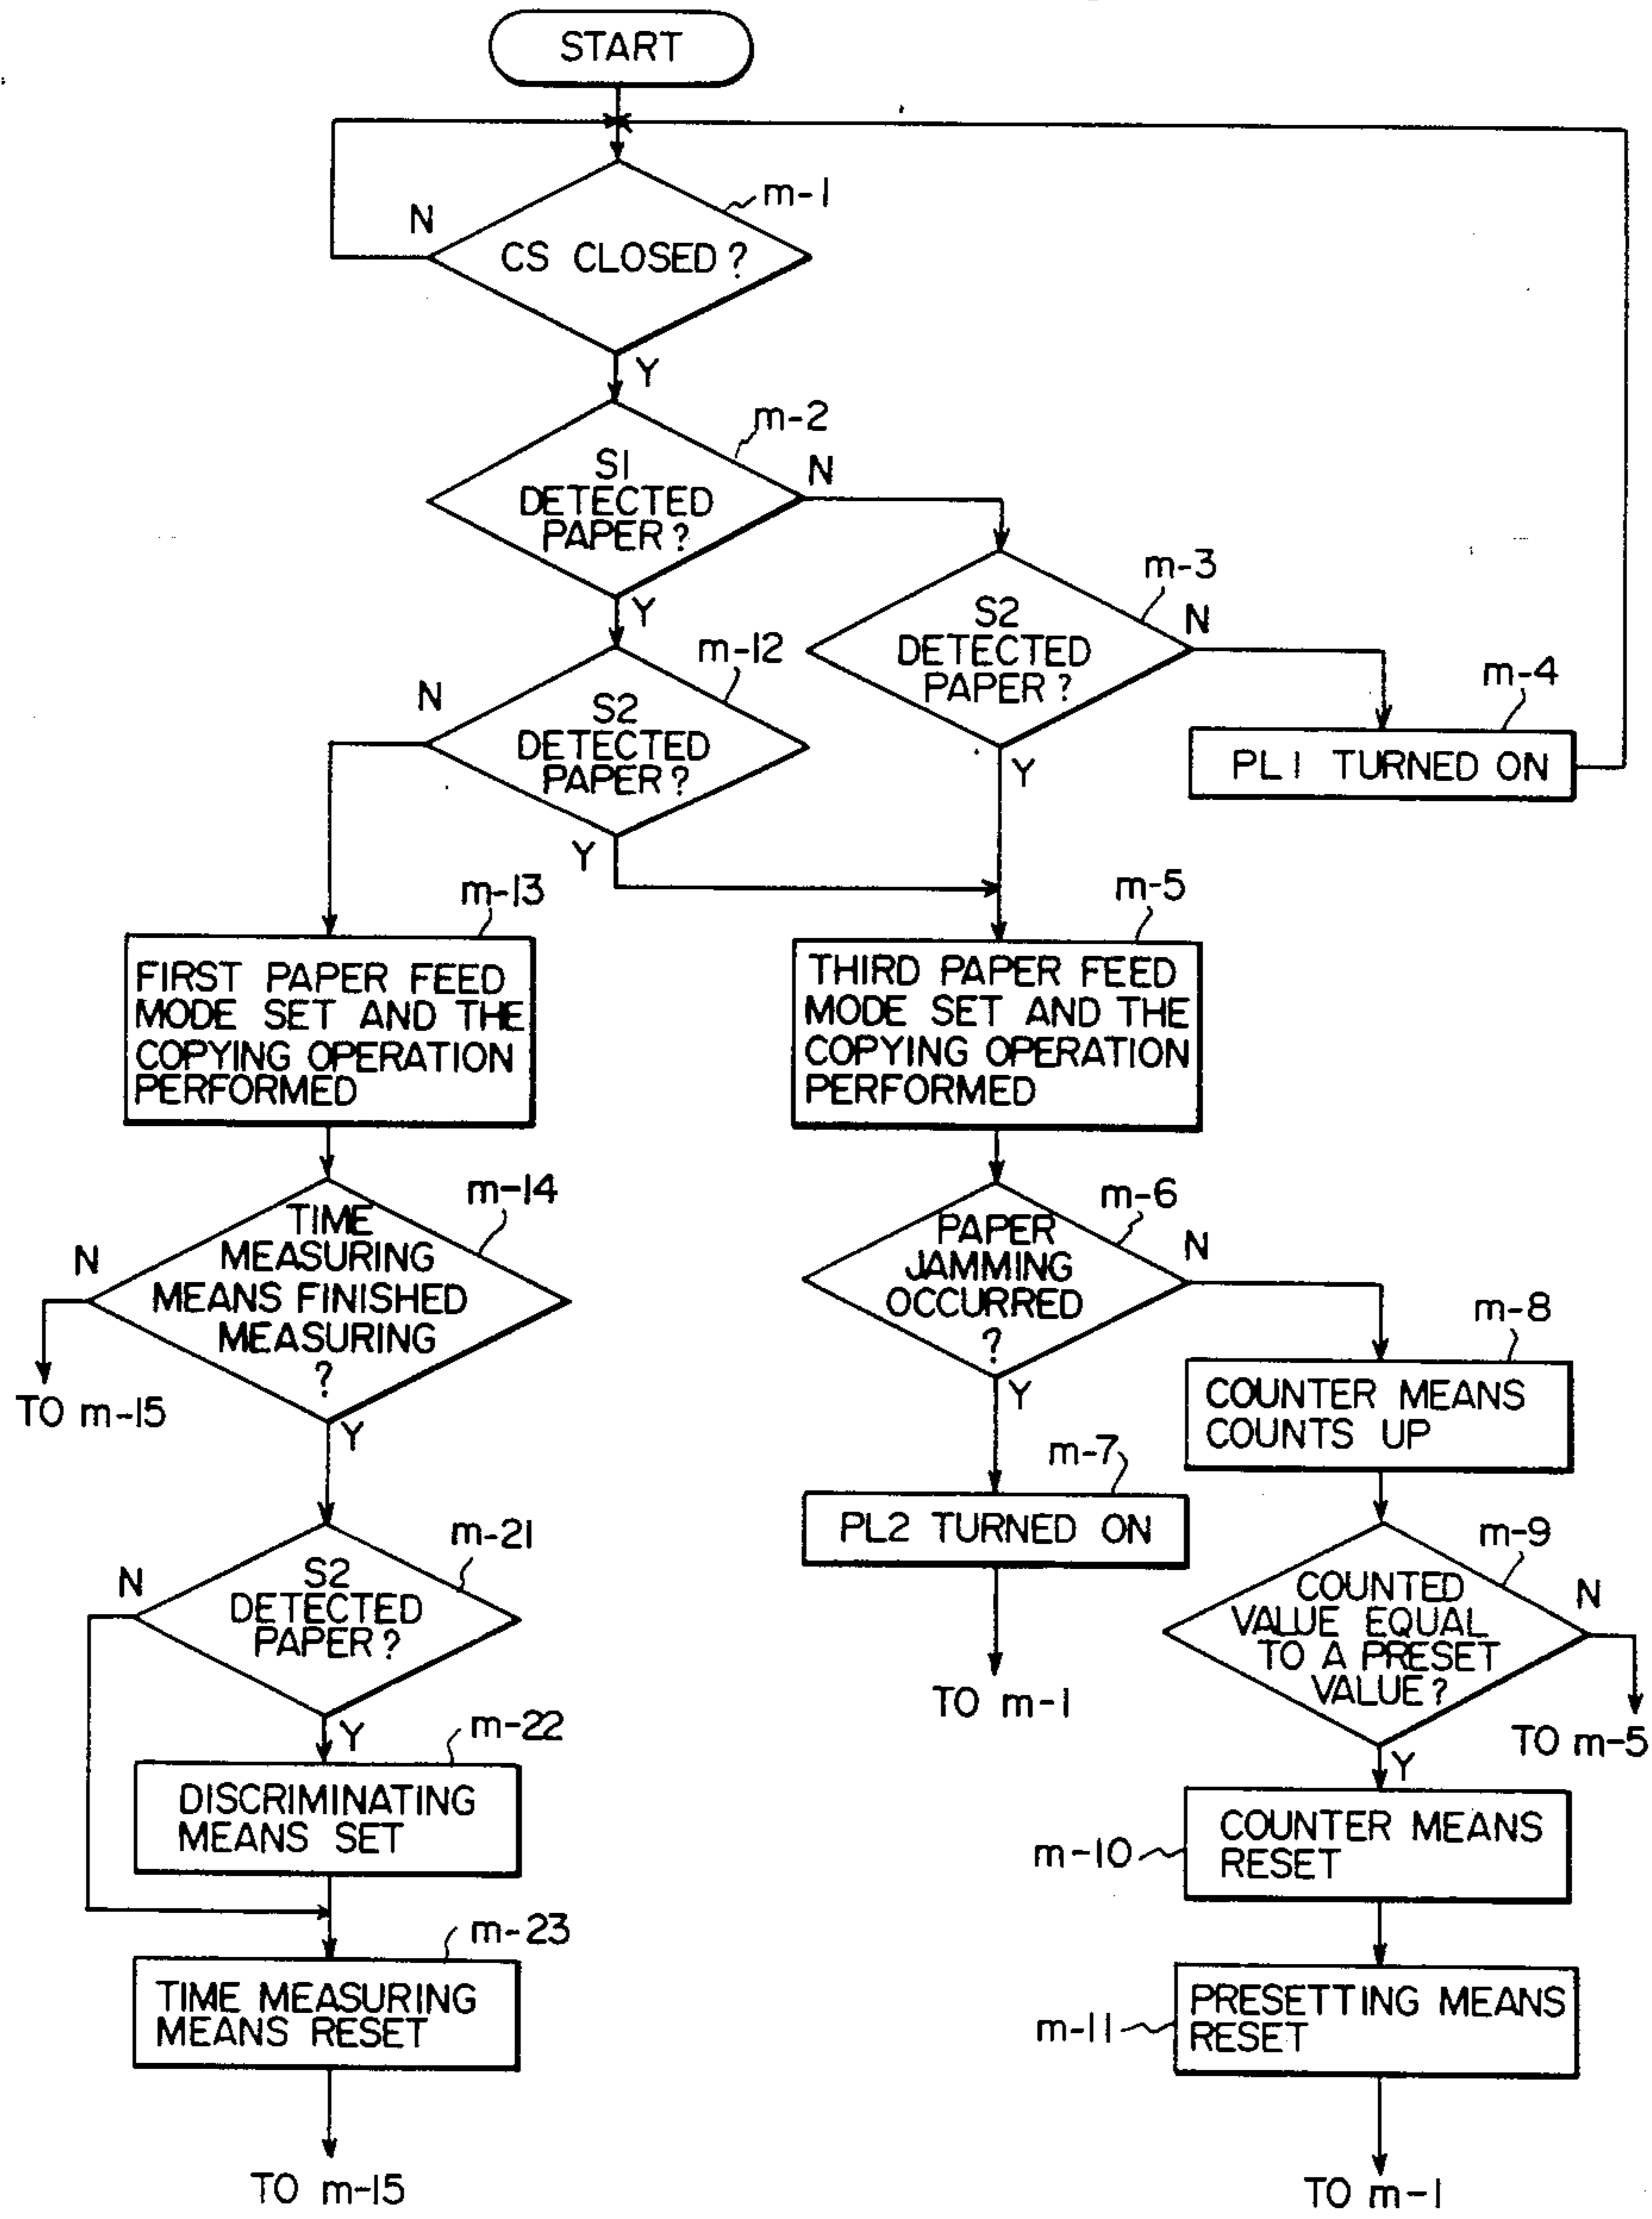 START
m-1
N
CS CLOSED?
Y
m-2
S1
DETECTED
PAPER?
N
Y
m-3
S2
DETECTED
PAPER?
N
Y
m-4
PL1 TURNED ON
m-12
N
S2
DETECTED
PAPER?
Y
m-13
FIRST PAPER FEED
MODE SET AND THE
COPYING OPERATION
PERFORMED
m-5
THIRD PAPER FEED
MODE SET AND THE
COPYING OPERATION
PERFORMED
m-14
N
TIME
MEASURING
MEANS FINISHED
MEASURING
?
TO m-15
Y
m-6
PAPER
JAMMING
OCCURRED
?
N
Y
m-8
COUNTER MEANS
COUNTS UP
m-7
PL2 TURNED ON
TO m-1
m-9
COUNTED
VALUE EQUAL
TO A PRESET
VALUE?
N
TO m-5
Y
m-21
N
S2
DETECTED
PAPER?
Y
m-22
DISCRIMINATING
MEANS SET
m-10
COUNTER MEANS
RESET
m-23
TIME MEASURING
MEANS RESET
m-11
PRESETTING MEANS
RESET
TO m-15
TO m-1